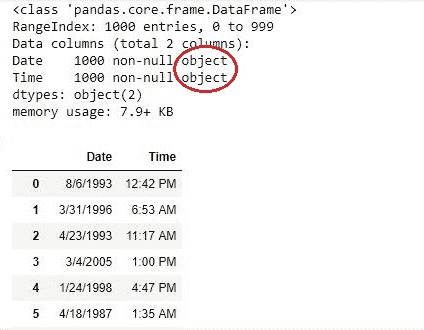 <class 'pandas.core.frame.DataFrame'>
RangeIndex: 1000 entries, 0 to 999
Data columns (total 2 columns):
Date    1000 non-null object
Time    1000 non-null object
dtypes: object(2)
memory usage: 7.9+ KB
Date Time
0 8/6/1993 12:42 PM
1 3/31/1996 6:53 AM
2 4/23/1993 11:17 AM
3 3/4/2005 1:00 PM
4 1/24/1998 4:47 PM
5 4/18/1987 1:35 AM